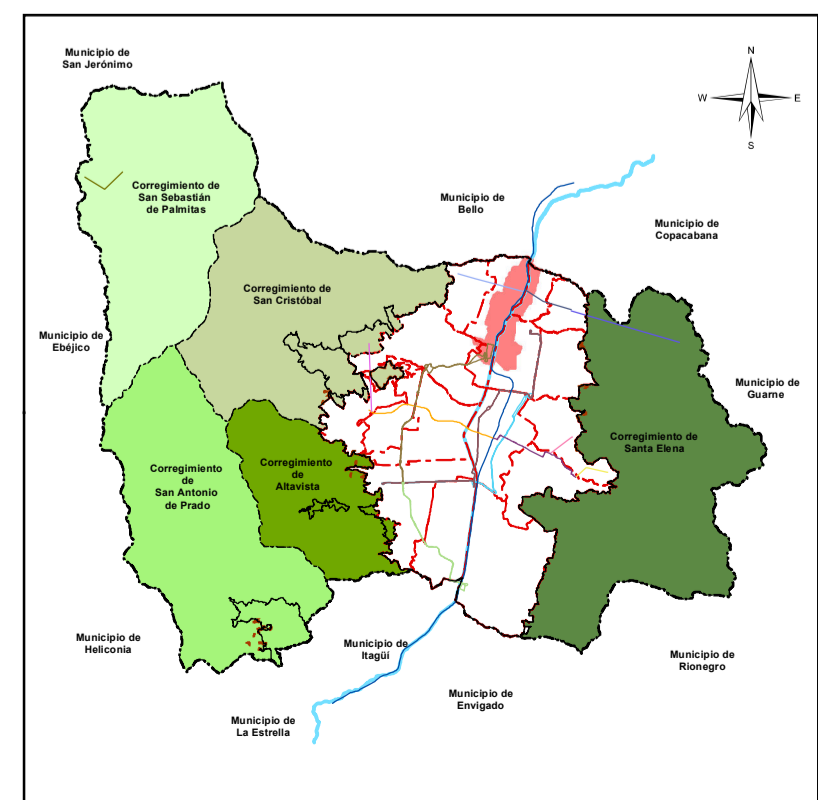 Municipio de
San Jerónimo
N
W
E
S
Corregimiento de
San Sebastián
de Palmitas
Municipio de
Bello
Municipio de
Copacabana
Corregimiento de
San Cristóbal
Municipio de
Ebéjico
Municipio de
Guarne
Corregimiento de
Santa Elena
Corregimiento
de
San Antonio
de Prado
Corregimiento
de
Altavista
Municipio de
Heliconia
Municipio de
Itagüí
Municipio de
Rionegro
Municipio de
Envigado
Municipio de
La Estrella